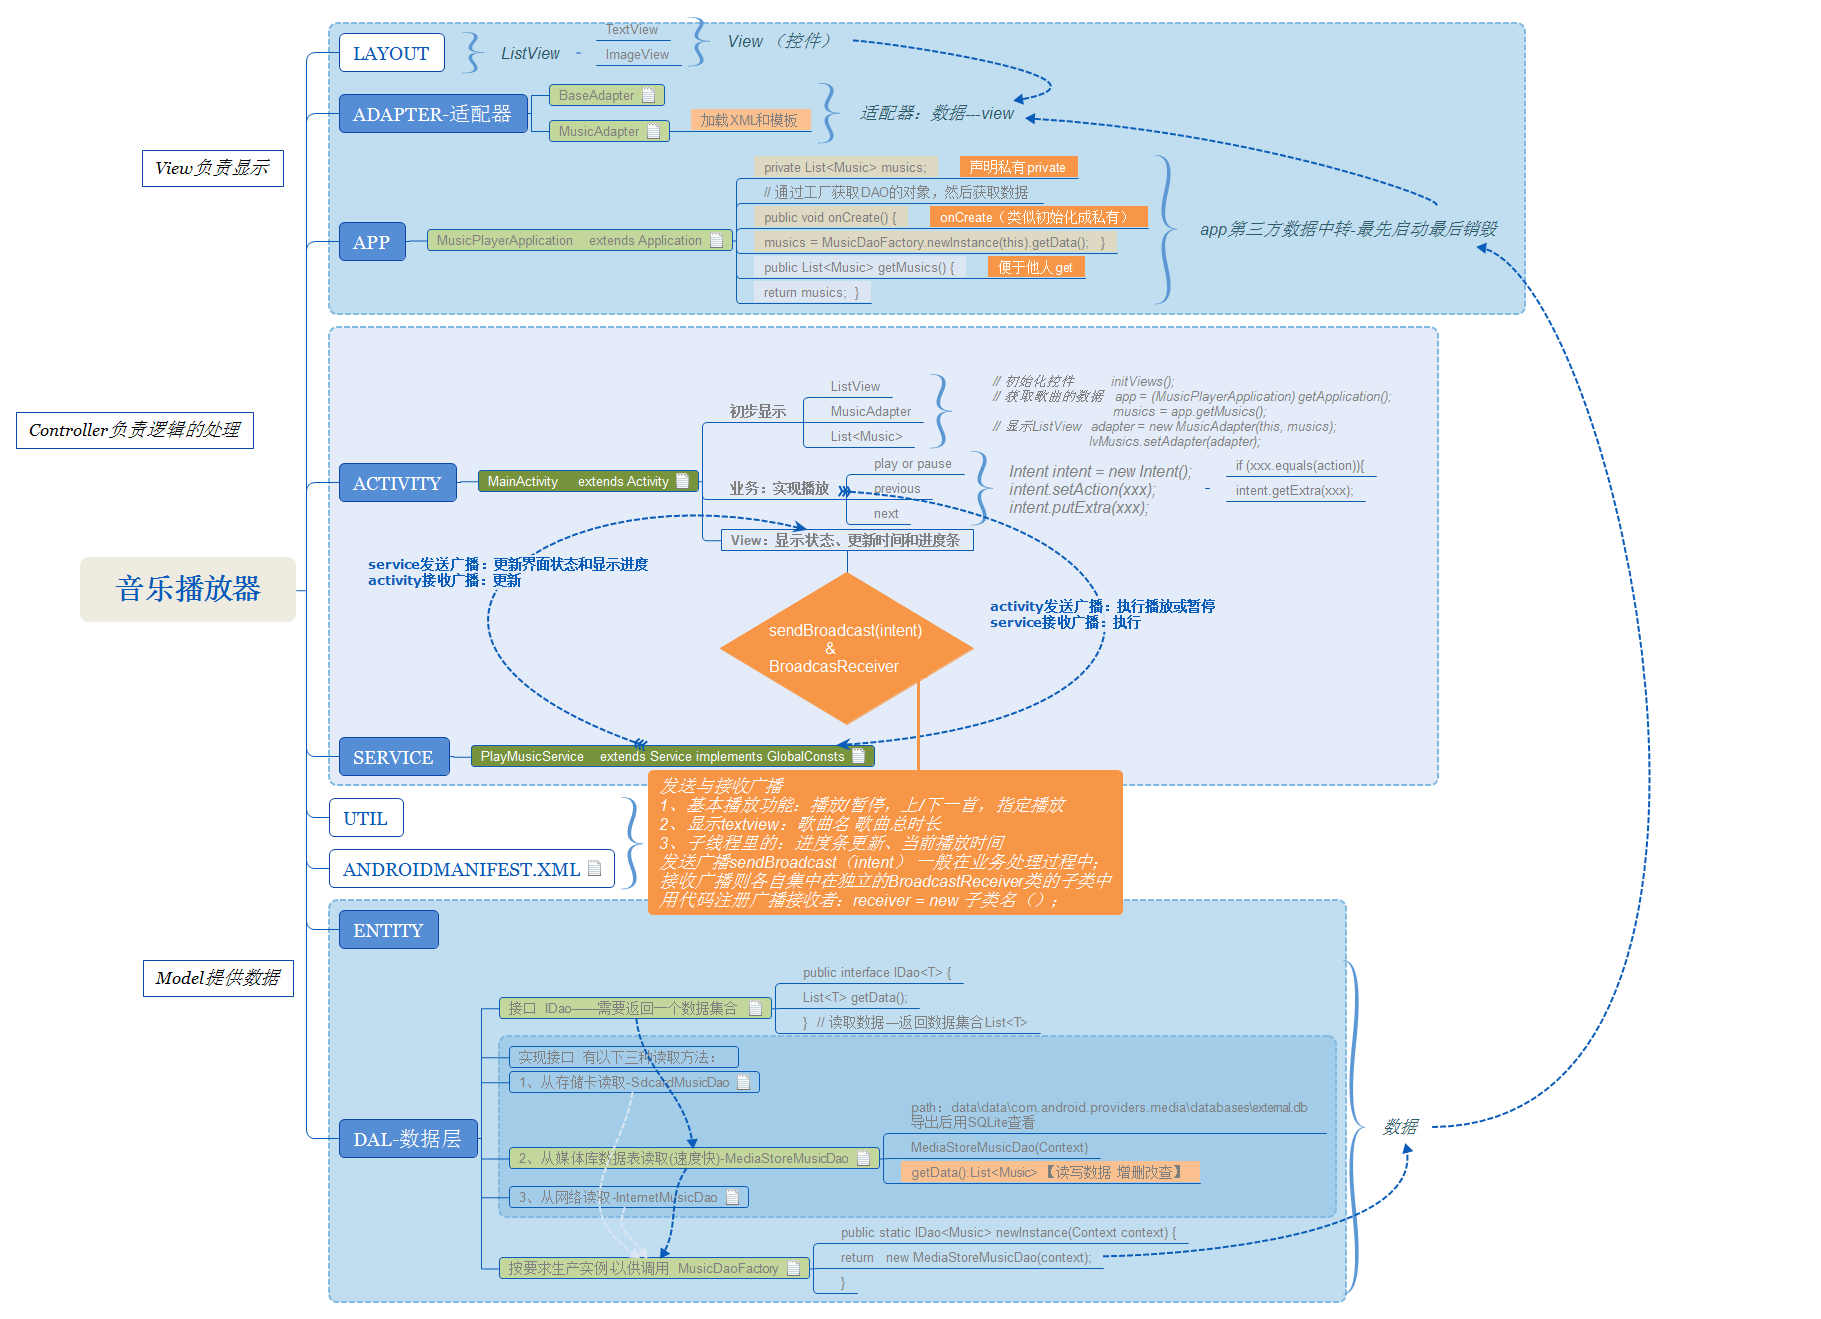 音乐播放器
View负责显示
Controller负责逻辑的处理
Model提供数据
LAYOUT
ListView
-
TextView
ImageView
View （控件）
ADAPTER-适配器
BaseAdapter
MusicAdapter
加载XML和模板
适配器：数据---view
APP
MusicPlayerApplication extends Application
private List<Music> musics;
声明私有private
// 通过工厂获取DAO的对象，然后获取数据
public void onCreate() {
onCreate（类似初始化成私有）
musics = MusicDaoFactory.newInstance(this).getData(); }
public List<Music> getMusics() {
便于他人get
return musics; }
app第三方数据中转-最先启动最后销毁
ACTIVITY
MainActivity extends Activity
初步显示
ListView
MusicAdapter
List<Music>
// 初始化控件 initViews();
// 获取歌曲的数据 app = (MusicPlayerApplication) getApplication();
musics = app.getMusics();
// 显示ListView adapter = new MusicAdapter(this, musics);
lvMusics.setAdapter(adapter);
业务：实现播放
play or pause
previous
next
Intent intent = new Intent();
intent.setAction(xxx);
intent.putExtra(xxx);
-
if (xxx.equals(action)){
intent.getExtra(xxx);
View：显示状态、更新时间和进度条
service发送广播：更新界面状态和显示进度
activity接收广播：更新
activity发送广播：执行播放或暂停
service接收广播：执行
sendBroadcast(intent)
&
BroadcasReceiver
SERVICE
PlayMusicService extends Service implements GlobalConsts
发送与接收广播
1、基本播放功能：播放/暂停，上/下一首，指定播放
2、显示textview：歌曲名 歌曲总时长
3、子线程里的：进度条更新、当前播放时间
发送广播sendBroadcast（intent） 一般在业务处理过程中；
接收广播则各自集中在独立的BroadcastReceiver类的子类中
用代码注册广播接收者：receiver = new 子类名（）；
UTIL
ANDROIDMANIFEST.XML
ENTITY
DAL-数据层
接口 IDao——需要返回一个数据集合
public interface IDao<T> {
List<T> getData();
} // 读取数据—返回数据集合List<T>
实现接口 有以下三种读取方法：
1、从存储卡读取-SdcardMusicDao
2、从媒体库数据表读取(速度快)-MediaStoreMusicDao
path：data\data\com.android.providers.media\databases\external.db
导出后用SQLite查看
MediaStoreMusicDao(Context)
getData():List<Music> 【读写数据 增删改查】
3、从网络读取-InternetMusicDao
按要求生产实例-以供调用 MusicDaoFactory
public static IDao<Music> newInstance(Context context) {
return new MediaStoreMusicDao(context);
}
数据